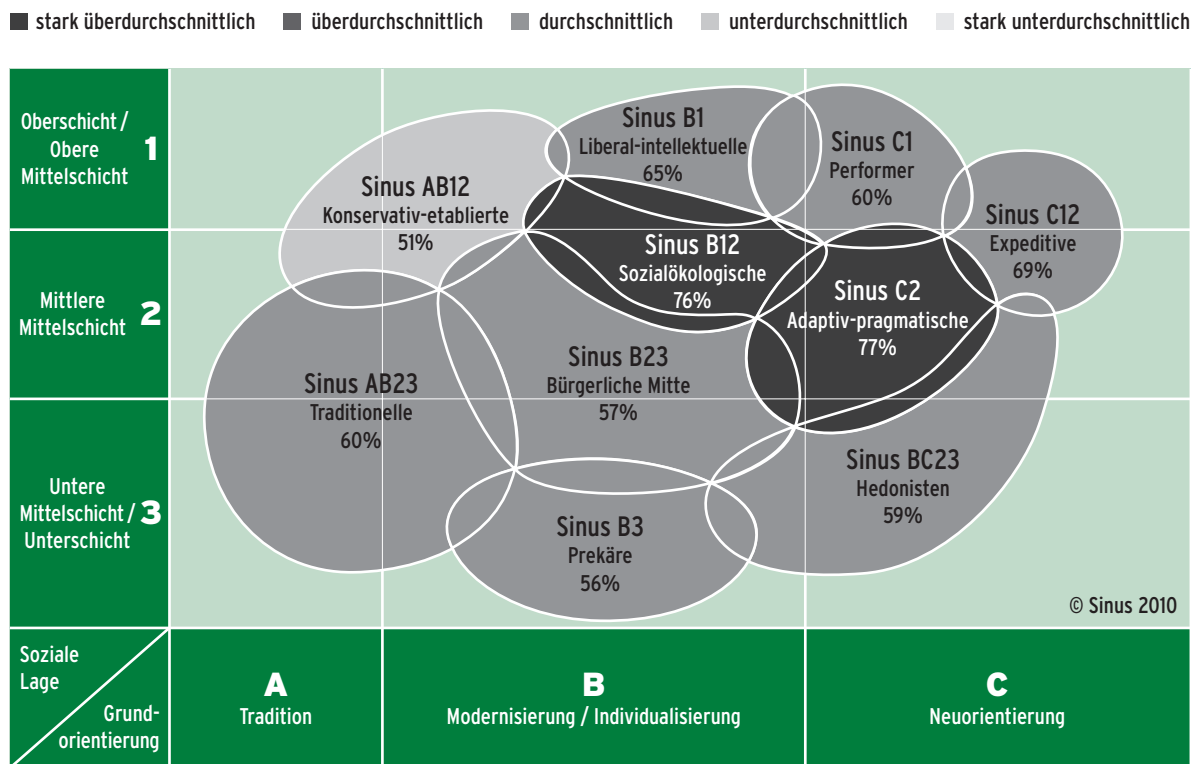 stark überdurchschnittlich
überdurchschnittlich
durchschnittlich
unterdurchschnittlich
stark unterdurchschnittlich
Oberschicht /
Obere
Mittelschicht
1
Mittlere
Mittelschicht
2
Untere
Mittelschicht /
Unterschicht
3
Sinus AB12
Konservativ-etablierte
51%
Sinus B1
Liberal-intellektuelle
65%
Sinus C1
Performer
60%
Sinus C12
Expeditive
69%
Sinus B12
Sozialökologische
76%
Sinus C2
Adaptiv-pragmatische
77%
Sinus AB23
Traditionelle
60%
Sinus B23
Bürgerliche Mitte
57%
Sinus BC23
Hedonisten
59%
Sinus B3
Prekäre
56%
© Sinus 2010
Soziale
Lage
Grund-
orientierung
A
Tradition
B
Modernisierung / Individualisierung
C
Neuorientierung